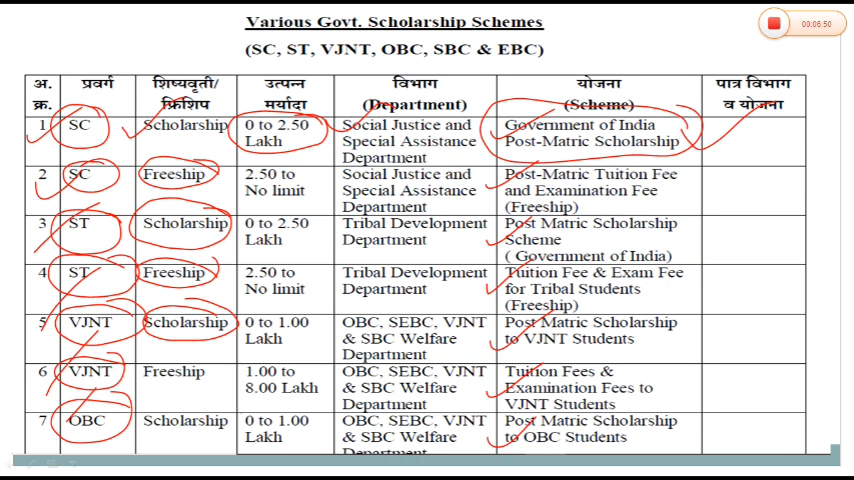 Various Govt. Scholarship Schemes
(SC, ST, VJNT, OBC, SBC & EBC)
00:06:50
अ. क्र. प्रवर्ग शिष्यवृती/ फ्रिशिप उत्पन्न मर्यादा विभाग (Department) योजना (Scheme) पात्र विभाग व योजना
1 SC Scholarship 0 to 2.50 Lakh Social Justice and Special Assistance Department Government of India Post-Matric Scholarship
2 SC Freeship 2.50 to No limit Social Justice and Special Assistance Department Post-Matric Tuition Fee and Examination Fee (Freeship)
3 ST Scholarship 0 to 2.50 Lakh Tribal Development Department Post Matric Scholarship Scheme ( Government of India)
4 ST Freeship 2.50 to No limit Tribal Development Department Tuition Fee & Exam Fee for Tribal Students (Freeship)
5 VJNT Scholarship 0 to 1.00 Lakh OBC, SEBC, VJNT & SBC Welfare Department Post Matric Scholarship to VJNT Students
6 VJNT Freeship 1.00 to 8.00 Lakh OBC, SEBC, VJNT & SBC Welfare Department Tuition Fees & Examination Fees to VJNT Students
7 OBC Scholarship 0 to 1.00 Lakh OBC, SEBC, VJNT & SBC Welfare Department Post Matric Scholarship to OBC Students